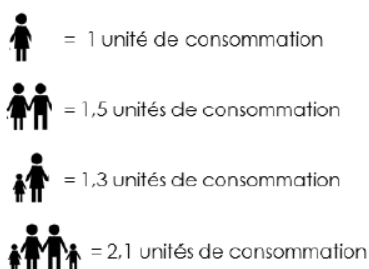 = 1 unité de consommation
= 1,5 unités de consommation
= 1,3 unités de consommation
= 2,1 unités de consommation